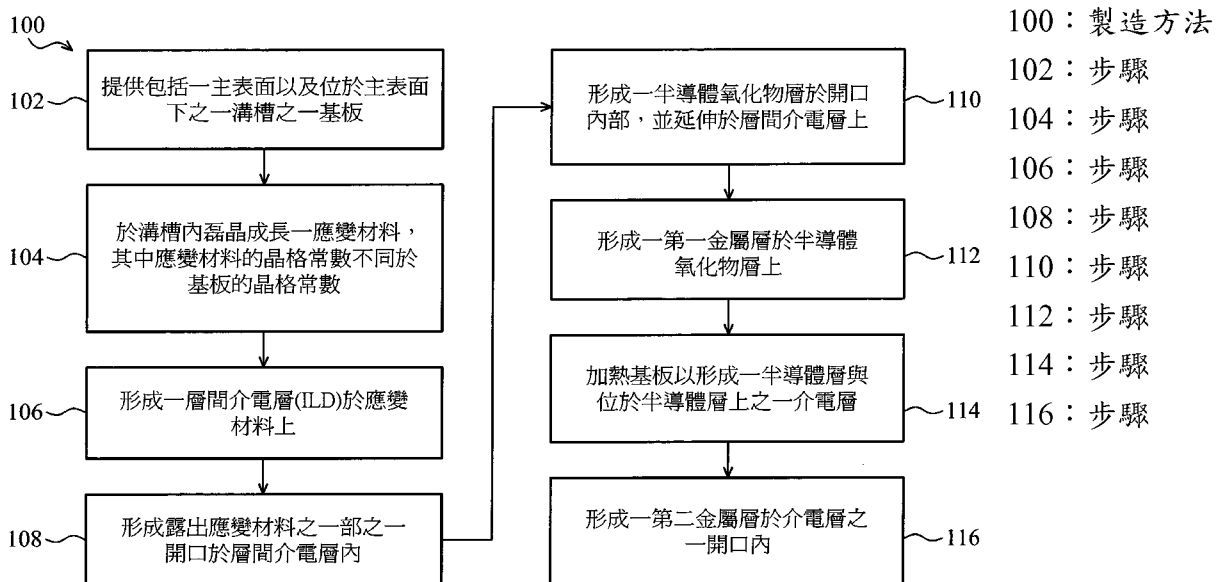 100
102
提供包括一主表面以及位於主表面
下之一溝槽之一基板
104
於溝槽內磊晶成長一應變材料，
其中應變材料的晶格常數不同於
基板的晶格常數
106
形成一層間介電層(ILD)於應變
材料上
108
形成露出應變材料之一部之一
開口於層間介電層內
形成一半導體氧化物層於開口
內部，並延伸於層間介電層上
110
形成一第一金屬層於半導體
氧化物層上
112
加熱基板以形成一半導體層與
位於半導體層上之一介電層
114
形成一第二金屬層於介電層之
一開口內
116
100：製造方法
102：步驟
104：步驟
106：步驟
108：步驟
110：步驟
112：步驟
114：步驟
116：步驟